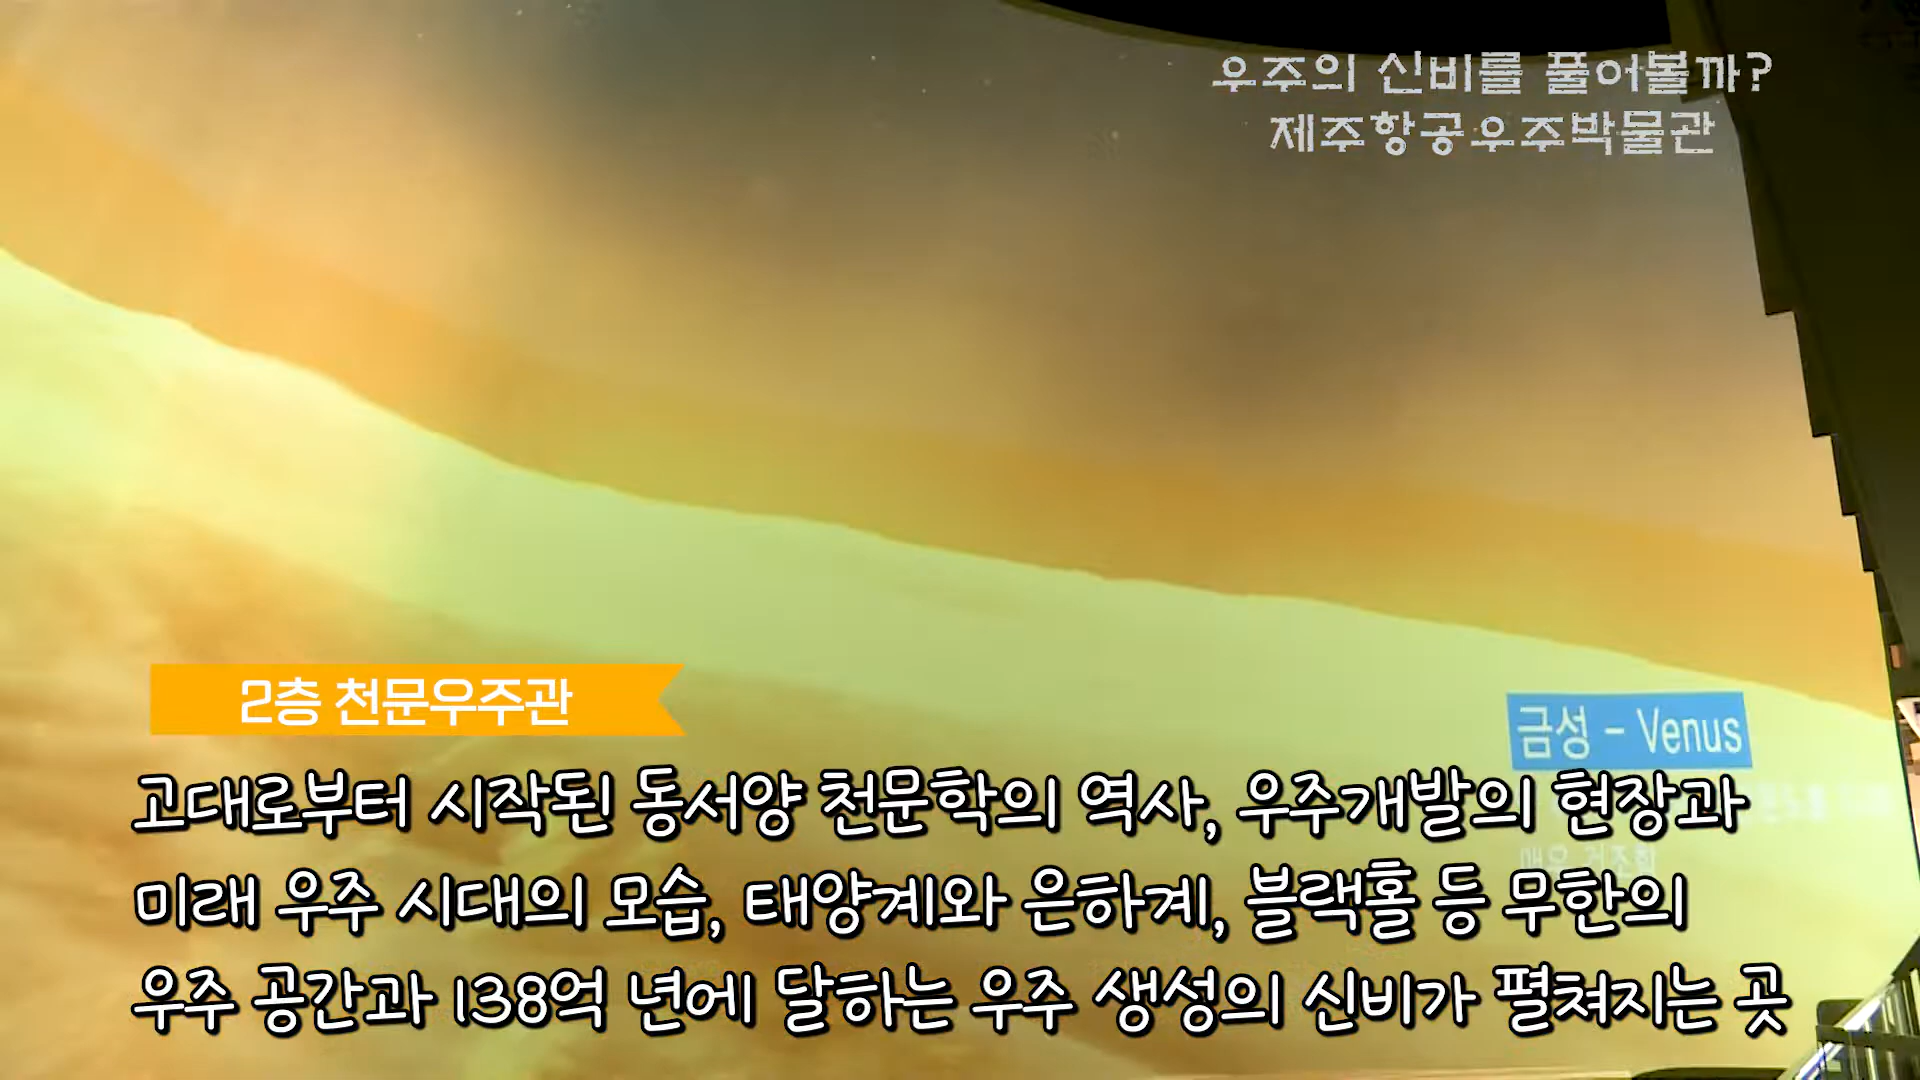 우주의 신비를 풀어볼까?
제주항공우주박물관
2층 천문우주관
금성 - Venus
고대로부터 시작된 동서양 천문학의 역사, 우주개발의 현장과
미래 우주 시대의 모습, 태양계와 은하계, 블랙홀 등 무한의
우주 공간과 138억 년에 달하는 우주 생성의 신비가 펼쳐지는 곳